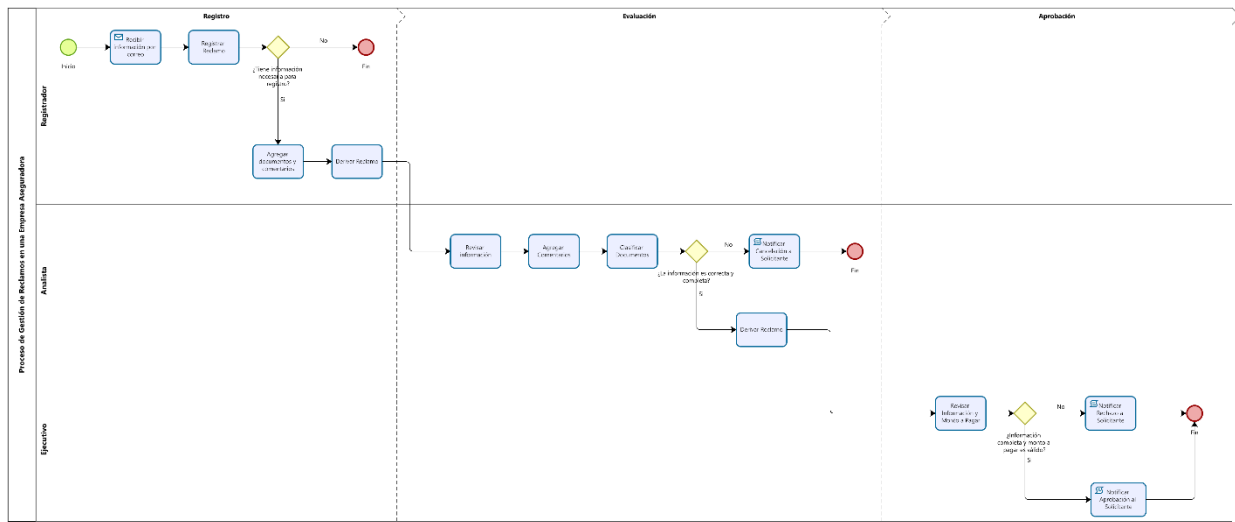 Registro
Evaluación
Aprobación
Proceso de Gestión de Reclamos en una Empresa Aseguradora
Registrador
Inicio
Recibir
información por
correo
Registrar
Reclamo
No
Fin
¿Tiene información
necesaria para
registro?
Si
Agregar
documentos y
comentarios
Derivar Reclamo
Analista
Revisar
información
Agregar
Comentarios
Clasificar
Documentos
No
Notificar
Cancelación a
Solicitante
Fin
¿La información es correcta y
completa?
Si
Derivar Reclamo
Ejecutivo
Revisar
Información y
Monto a Pagar
No
Notificar
Rechazo a
Solicitante
Fin
¿Información
completa y monto a
pagar es válido?
Si
Notificar
Aprobación al
Solicitante